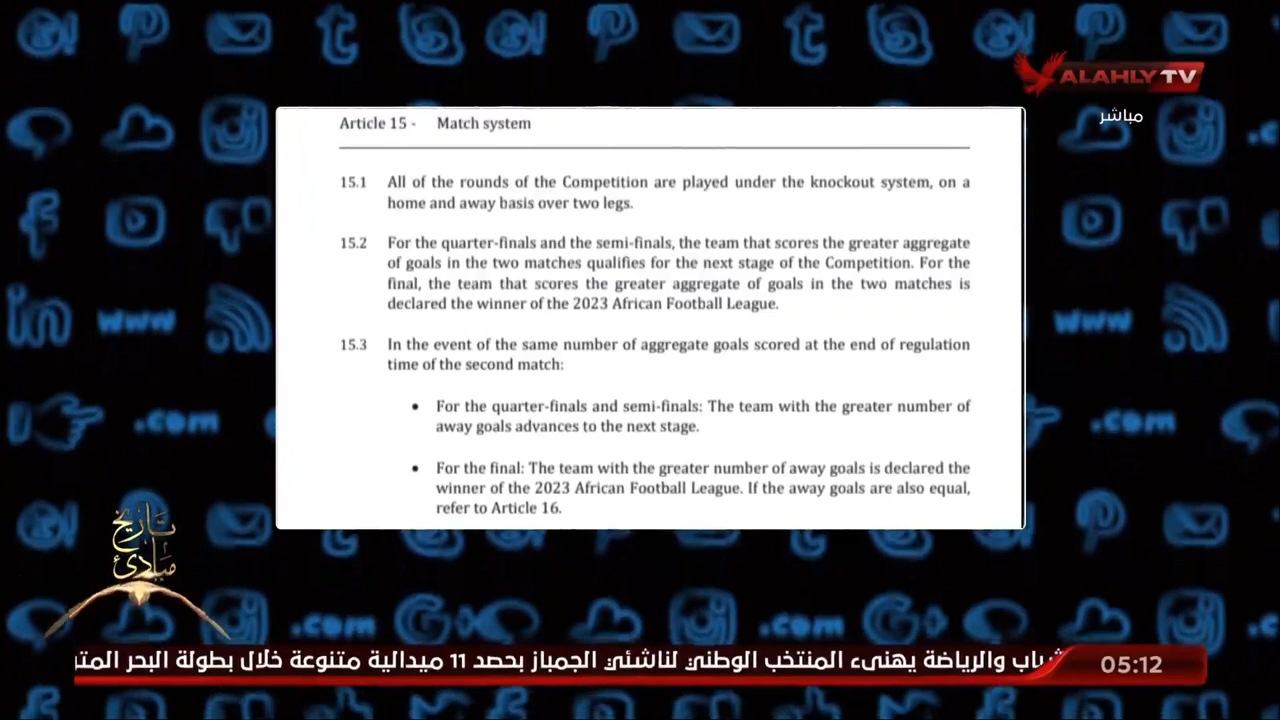 ALAHLY TV
مباشر
Article 15 - Match system
15.1 All of the rounds of the Competition are played under the knockout system, on a
home and away basis over two legs.
15.2 For the quarter-finals and the semi-finals, the team that scores the greater aggregate
of goals in the two matches qualifies for the next stage of the Competition. For the
final, the team that scores the greater aggregate of goals in the two matches is
declared the winner of the 2023 African Football League.
15.3 In the event of the same number of aggregate goals scored at the end of regulation
time of the second match:
• For the quarter-finals and semi-finals: The team with the greater number of
away goals advances to the next stage.
• For the final: The team with the greater number of away goals is declared the
winner of the 2023 African Football League. If the away goals are also equal,
refer to Article 16.
www
www
.com
.com
.com
.com
تاريخ
مبادئ
والرياضة يهنىء المنتخب الوطني لناشئي الجمباز بحصد 11 ميدالية متنوعة خلال بطولة البحر
05:12